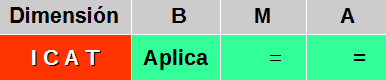 Dimensión B M A
I C A T Aplica = =